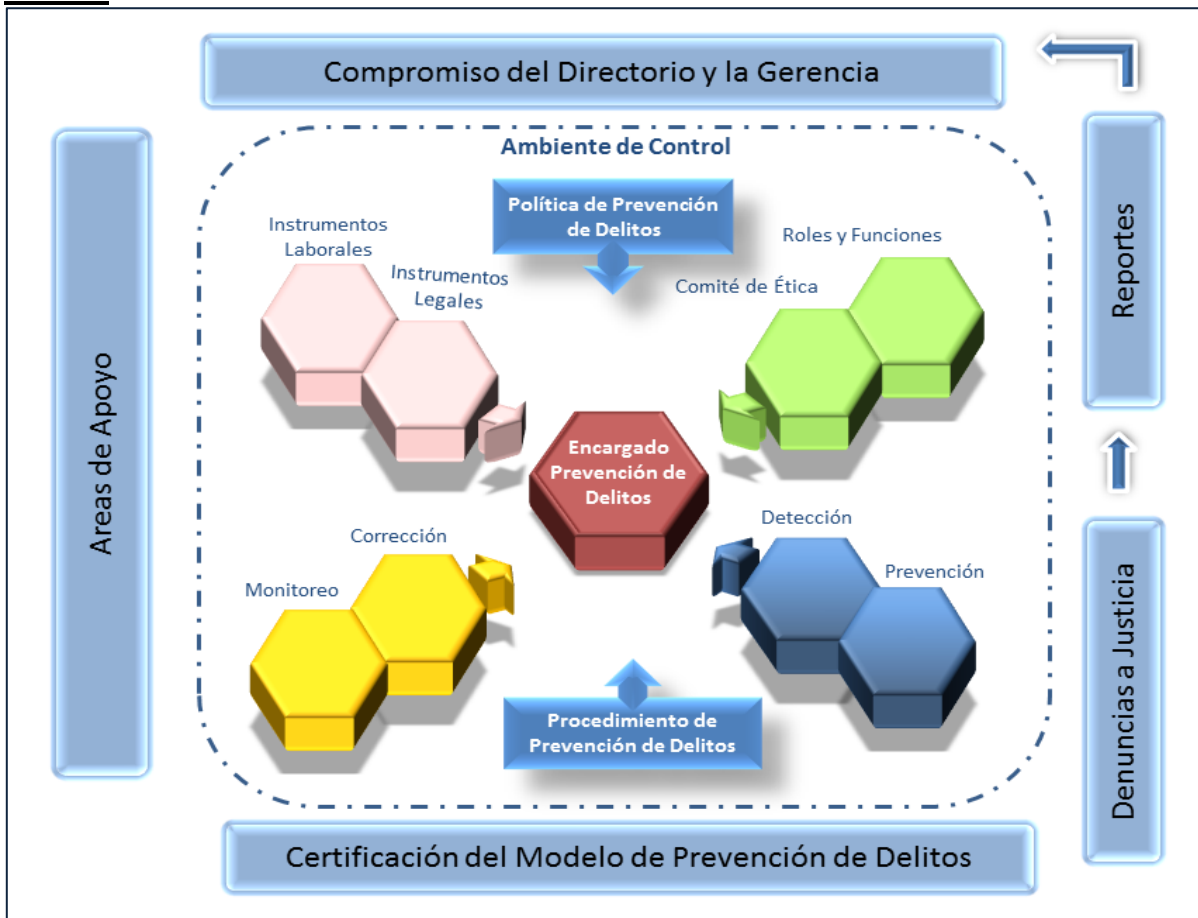 Compromiso del Directorio y la Gerencia
Areas de Apoyo
Ambiente de Control
Política de Prevención
de Delitos
Instrumentos
Laborales
Instrumentos
Legales
Roles y Funciones
Comité de Ética
Encargado
Prevención de
Delitos
Corrección
Monitoreo
Detección
Prevención
Procedimiento de
Prevención de Delitos
Reportes
Denuncias a Justicia
Certificación del Modelo de Prevención de Delitos